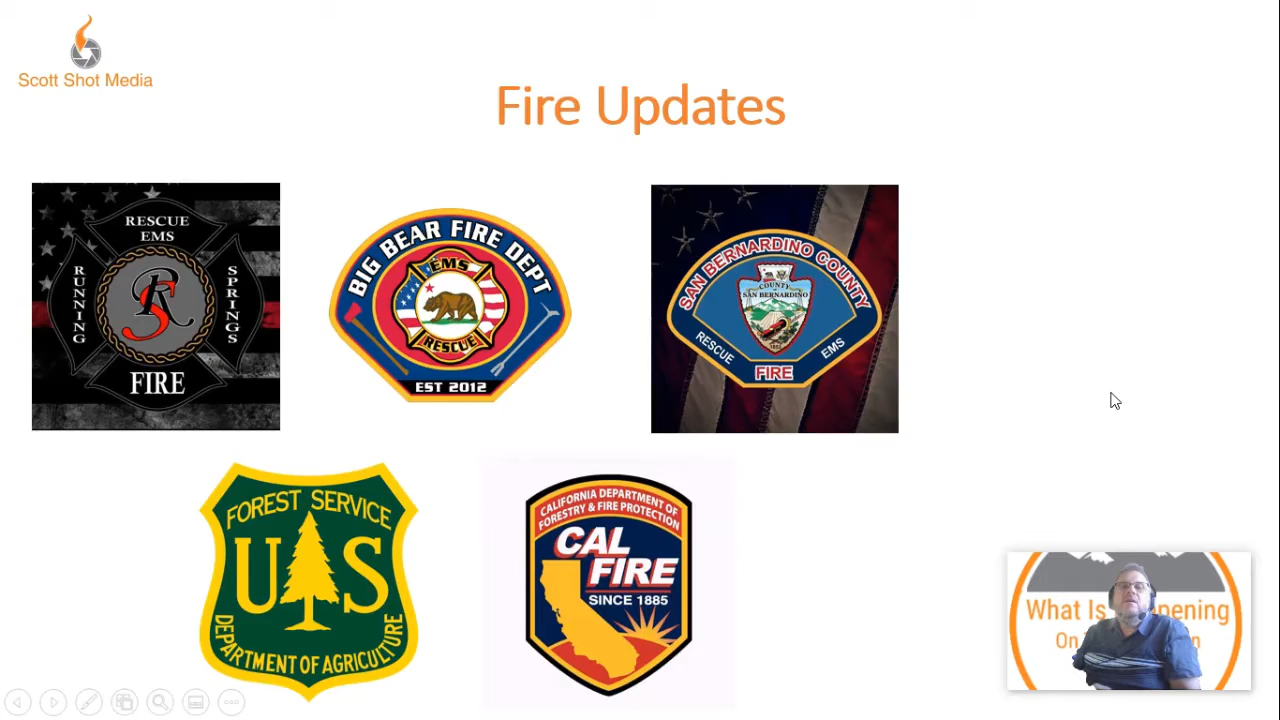 Scott Shot Media
Fire Updates
RESCUE
EMS
RUNNING
SPRINGS
RS
FIRE
BIG BEAR FIRE DEPT
EMS
RESCUE
EST 2012
SAN BERNARDINO COUNTY
COUNTY
OF
SAN BERNARDINO
RESCUE
EMS
FIRE
FOREST SERVICE
US
DEPARTMENT OF AGRICULTURE
CALIFORNIA DEPARTMENT OF
FORESTRY & FIRE PROTECTION
CAL
FIRE
SINCE 1885
What Is
On